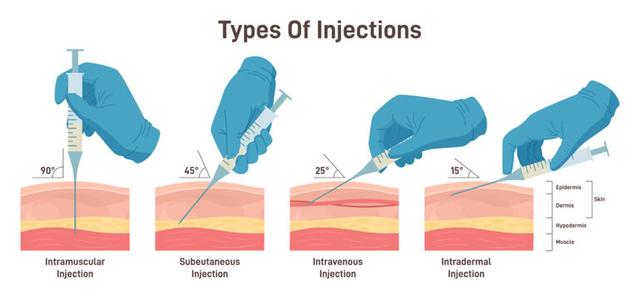 Types Of Injections
90°
45°
25°
15°
Epidermis
Dermis
Skin
Hypodermis
Muscle
Intramuscular
Injection
Subeutaneous
Injection
Intravenous
Injection
Intradermal
Injection